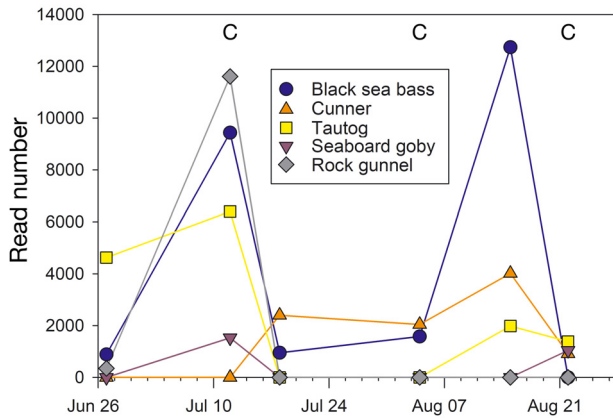 14000
12000
10000
8000
6000
4000
2000
0
Read number
C C C
Black sea bass
Cunner
Tautog
Seaboard goby
Rock gunnel
Jun 26 Jul 10 Jul 24 Aug 07 Aug 21